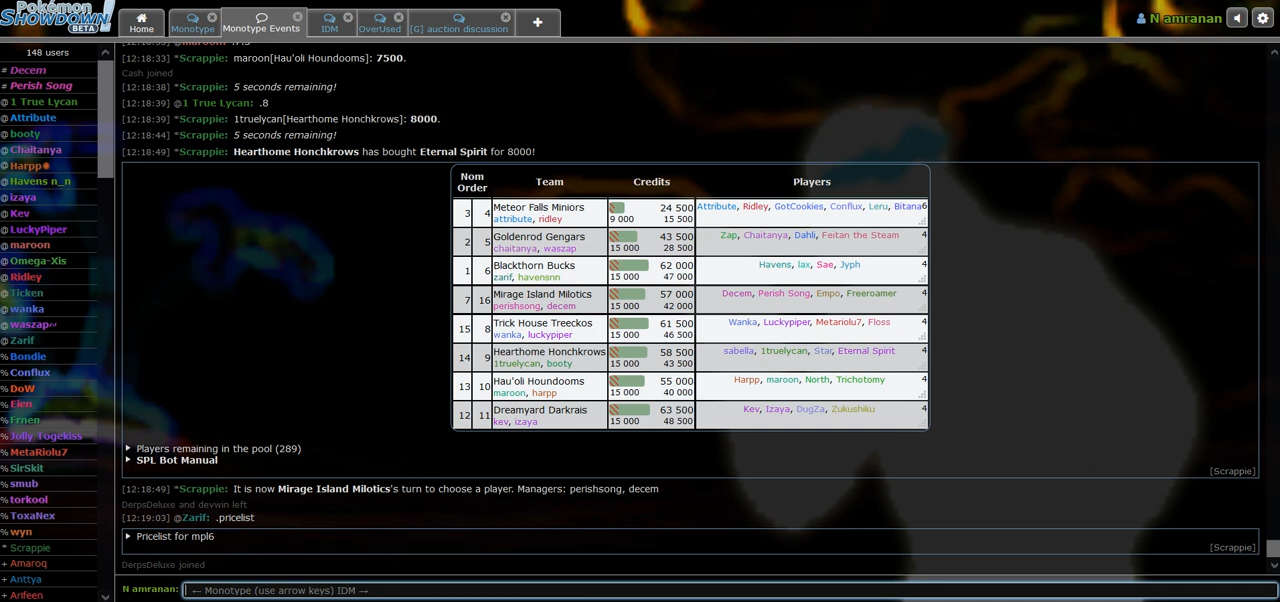 Pokémon
SHOWDOWN!
BETA
Home
Monotype
Monotype Events
IDM
OverUsed
[G] auction discussion
+
N amranan
148 users
# Decem
# Perish Song
@ 1 True Lycan
@ Attribute
@ booty
@ Chaitanya
@ Harpp
@ Havens n_n
@ izaya
@ Kev
@ LuckyPiper
@ maroon
@ Omega-Xis
@ Ridley
@ Ticken
@ wanka
@ waszap~
@ Zarif
% Bondie
% Conflux
% DoW
% Elen
% Frnen
% Jolly Togekiss
% MetaRiolu7
% SirSkit
% smub
% torkool
% ToxaNex
% wyn
* Scrappie
+ Amaroq
+ Anttya
+ Arifeen
[12:18:33] *Scrappie: maroon[Hau'oli Houndooms]: 7500.
Cash joined
[12:18:38] *Scrappie: 5 seconds remaining!
[12:18:39] @1 True Lycan: .8
[12:18:39] *Scrappie: 1truelycan[Hearthome Honchkrows]: 8000.
[12:18:44] *Scrappie: 5 seconds remaining!
[12:18:49] *Scrappie: Hearthome Honchkrows has bought Eternal Spirit for 8000!
Nom Order Team Credits Players
3 4 Meteor Falls Miniors 24 500 Attribute, Ridley, GotCookies, Conflux, Leru, Bitana 6
attribute, ridley 9 000 15 500
2 5 Goldenrod Gengars 43 500 Zap, Chaitanya, Dahli, Feitan the Steam 4
chaitanya, waszap 15 000 28 500
1 6 Blackthorn Bucks 62 000 Havens, lax, Sae, Jyph 4
zarif, havensnn 15 000 47 000
7 16 Mirage Island Milotics 57 000 Decem, Perish Song, Empo, Freeroamer 4
perishsong, decem 15 000 42 000
15 8 Trick House Treeckos 61 500 Wanka, Luckypiper, Metariolu7, Floss 4
wanka, luckypiper 15 000 46 500
14 9 Hearthome Honchkrows 58 500 sabella, 1truelycan, Star, Eternal Spirit 4
1truelycan, booty 15 000 43 500
13 10 Hau'oli Houndooms 55 000 Harpp, maroon, North, Trichotomy 4
maroon, harpp 15 000 40 000
12 11 Dreamyard Darkrais 63 500 Kev, Izaya, DugZa, Zukushiku 4
kev, izaya 15 000 48 500
Players remaining in the pool (289)
SPL Bot Manual
[Scrappie]
[12:18:49] *Scrappie: It is now Mirage Island Milotics's turn to choose a player. Managers: perishsong, decem
DerpsDeluxe and devwin left
[12:19:03] @Zarif: .pricelist
Pricelist for mpl6
[Scrappie]
DerpsDeluxe joined
N amranan: ← Monotype (use arrow keys) IDM →